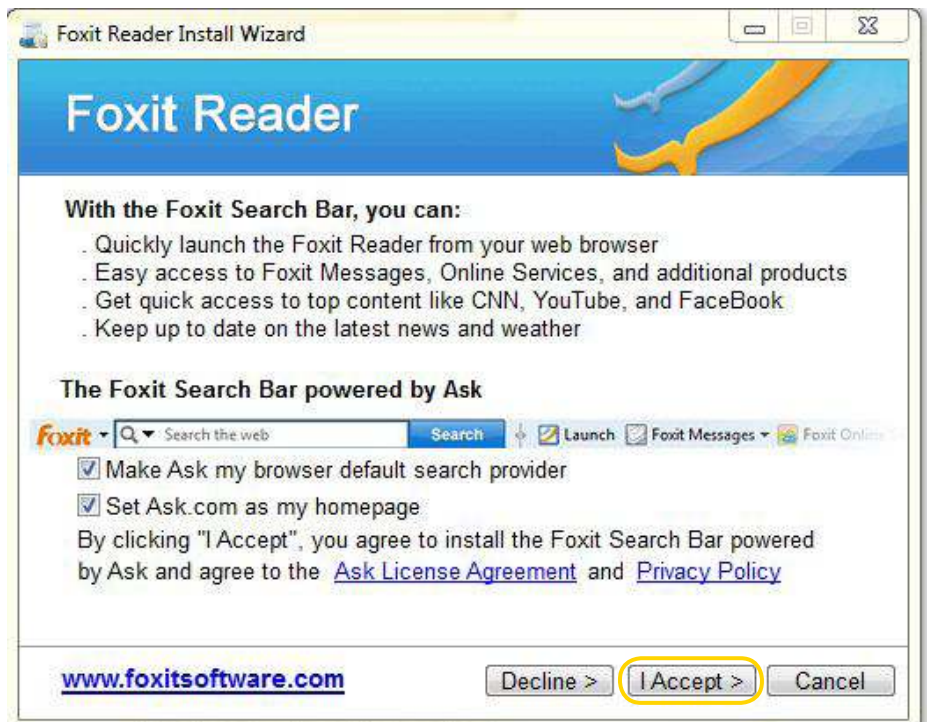 Foxit Reader Install Wizard
Foxit Reader
With the Foxit Search Bar, you can:
. Quickly launch the Foxit Reader from your web browser
. Easy access to Foxit Messages, Online Services, and additional products
. Get quick access to top content like CNN, YouTube, and FaceBook
. Keep up to date on the latest news and weather
The Foxit Search Bar powered by Ask
foxit Search the web Search Launch Foxit Messages Foxit Online
Make Ask my browser default search provider
Set Ask.com as my homepage
By clicking "I Accept", you agree to install the Foxit Search Bar powered
by Ask and agree to the Ask License Agreement and Privacy Policy
www.foxitsoftware.com Decline > I Accept > Cancel